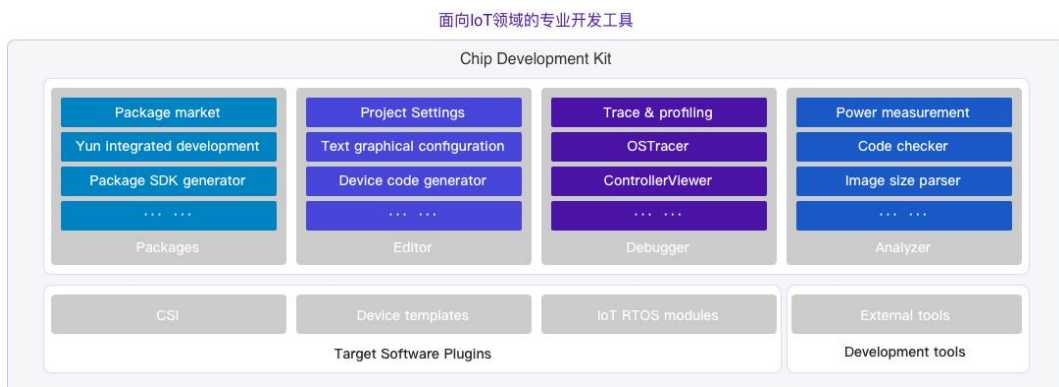 面向IoT领域的专业开发工具
Chip Development Kit
Package market
Yun integrated development
Package SDK generator
... ...
Packages
Project Settings
Text graphical configuration
Device code generator
... ...
Editor
Trace & profiling
OSTracer
ControllerViewer
... ...
Debugger
Power measurement
Code checker
Image size parser
... ...
Analyzer
CSI
Device templates
IoT RTOS modules
Target Software Plugins
External tools
Development tools